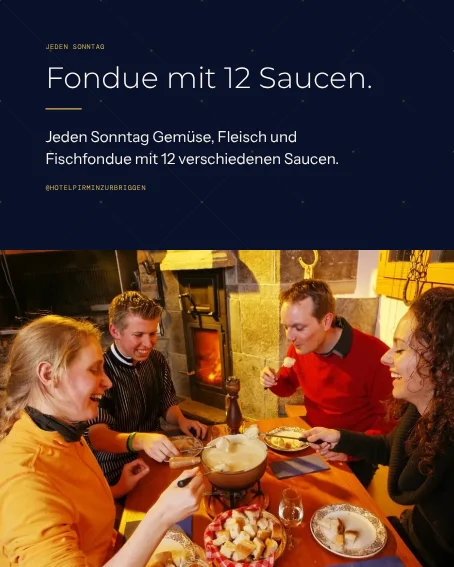 JEDEN SONNTAG
Fondue mit 12 Saucen.
Jeden Sonntag Gemüse, Fleisch und
Fischfondue mit 12 verschiedenen Saucen.
@HOTELPIRMINZURBRIGGEN